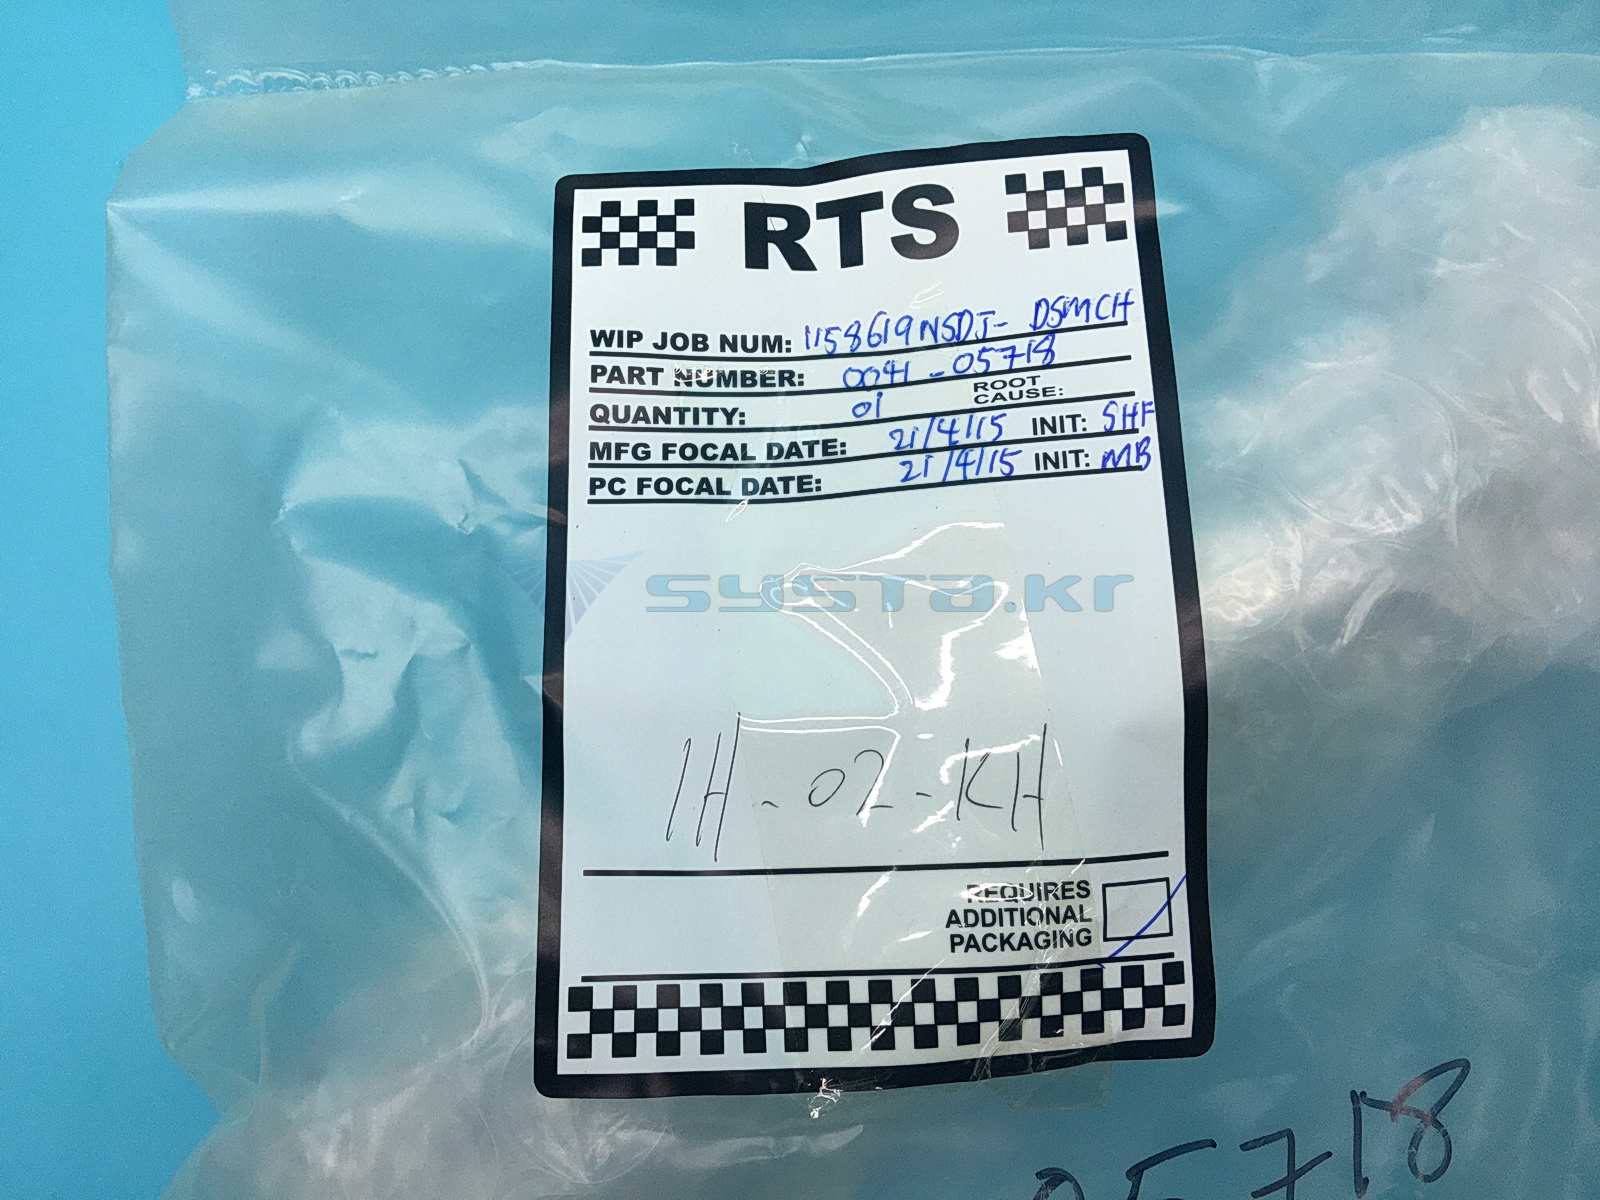 RTS
WIP JOB NUM: 1158619NSDJ- DSMCH
PART NUMBER: 0041-05718
QUANTITY: 01 ROOT CAUSE:
MFG FOCAL DATE: 21/4/15 INIT: SHF
PC FOCAL DATE: 21/4/15 INIT: MB
systa.kr
1H-02-KH
REQUIRES
ADDITIONAL
PACKAGING
05718